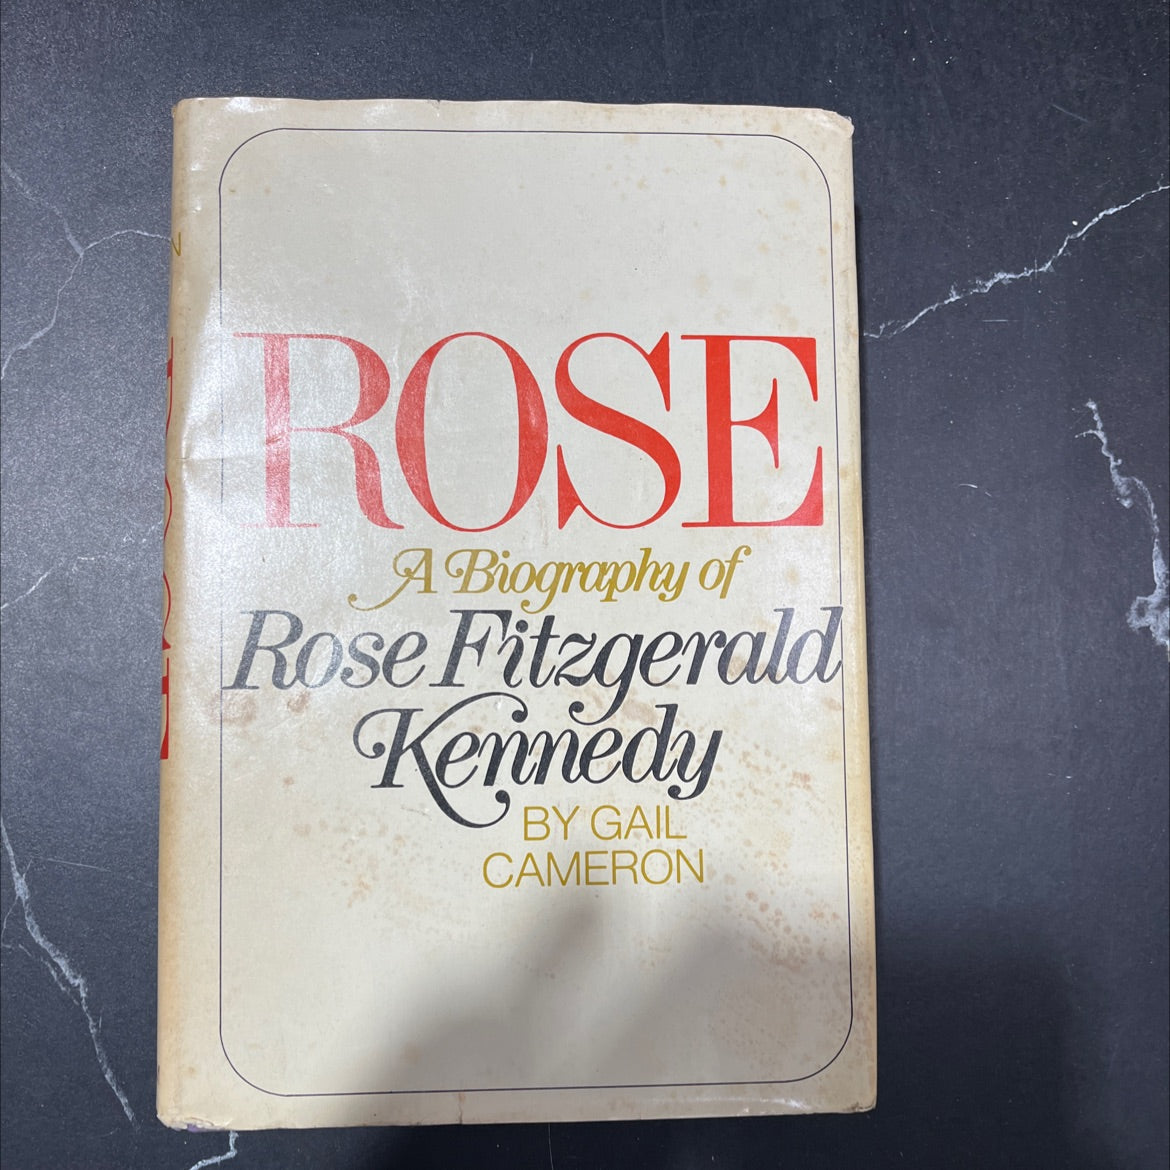 ROSE
A Biography of
Rose Fitzgerald
Kennedy
BY GAIL
CAMERON